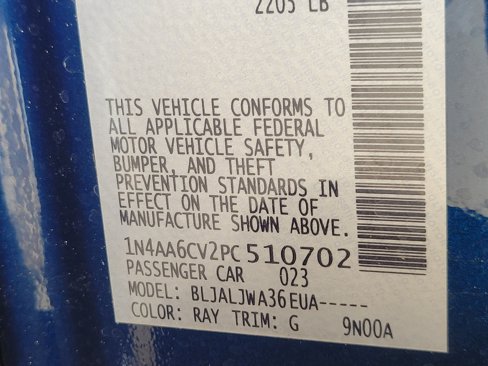 2205 LB
THIS VEHICLE CONFORMS TO
ALL APPLICABLE FEDERAL
MOTOR VEHICLE SAFETY,
BUMPER, AND THEFT
PREVENTION STANDARDS IN
EFFECT ON THE DATE OF
MANUFACTURE SHOWN ABOVE.
1N4AA6CV2PC510702
PASSENGER CAR 023
MODEL: BLJALJWA36EUA-----
COLOR: RAY TRIM: G 9N00A